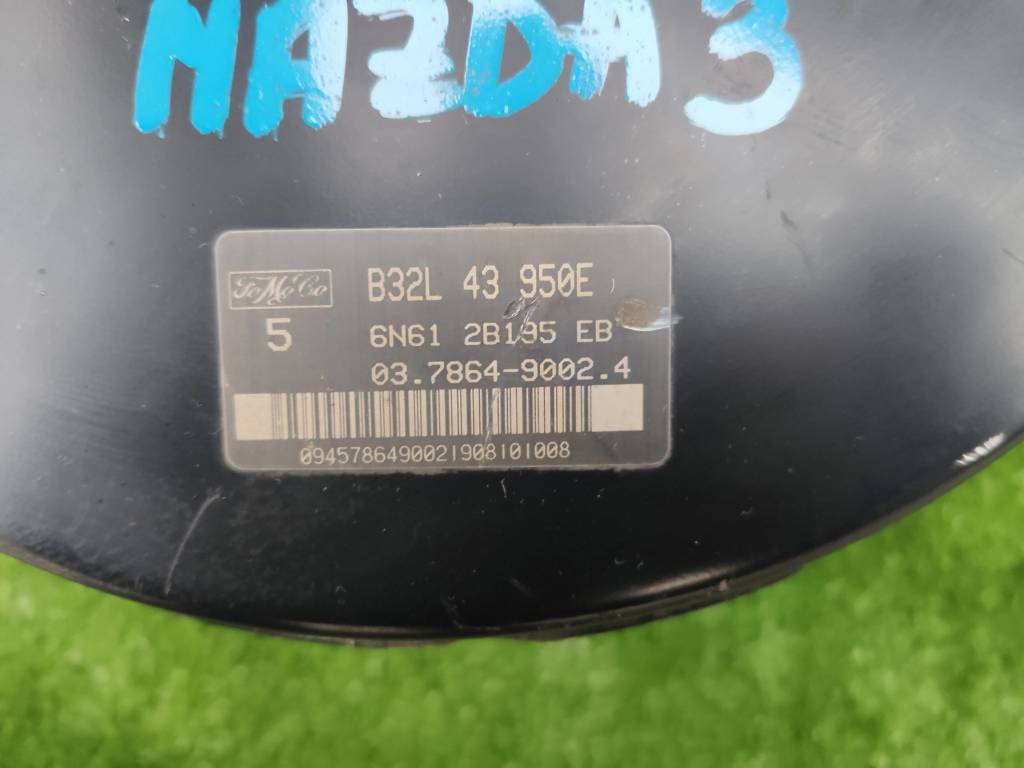 MAZDA 3
FoMoCo
B32L 43 950E
5
6N61 2B195 EB
03.7864-9002.4
0945786490021908101008